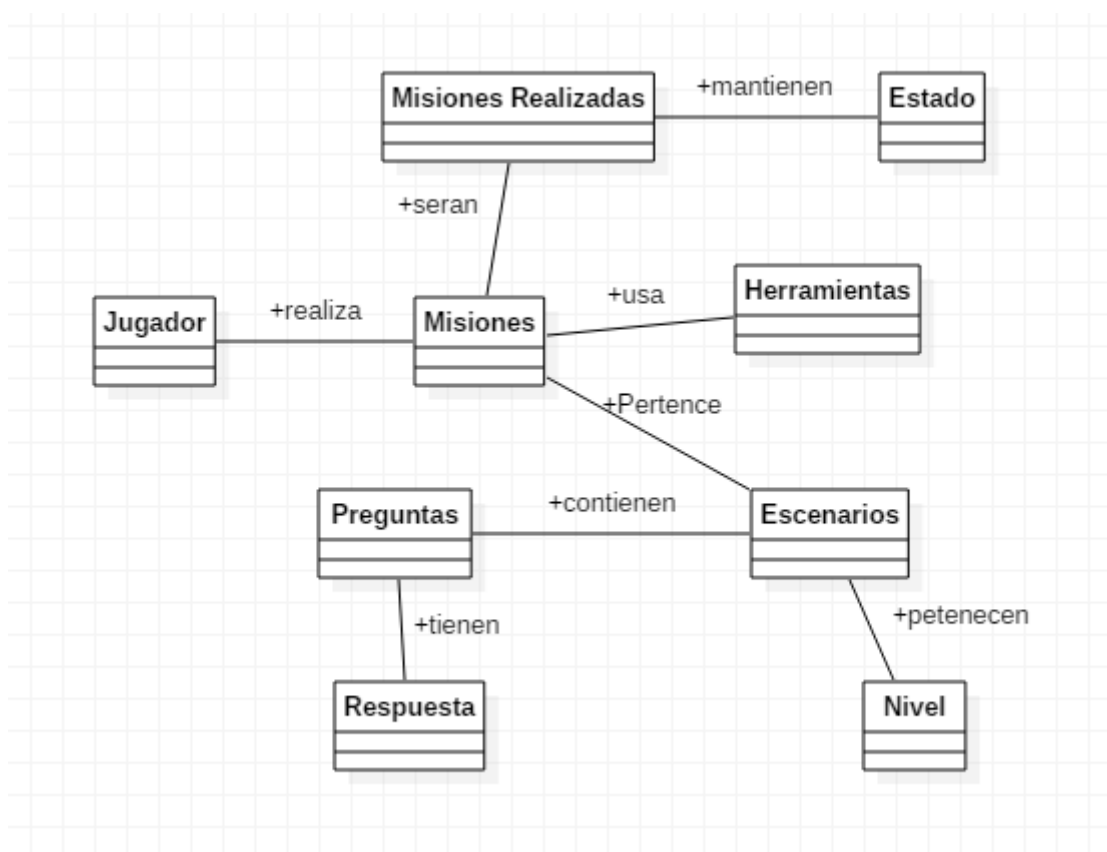 Misiones Realizadas
+mantienen
Estado
+seran
Jugador
+realiza
Misiones
+usa
Herramientas
+Pertence
Preguntas
+contienen
Escenarios
+tienen
+petenecen
Respuesta
Nivel